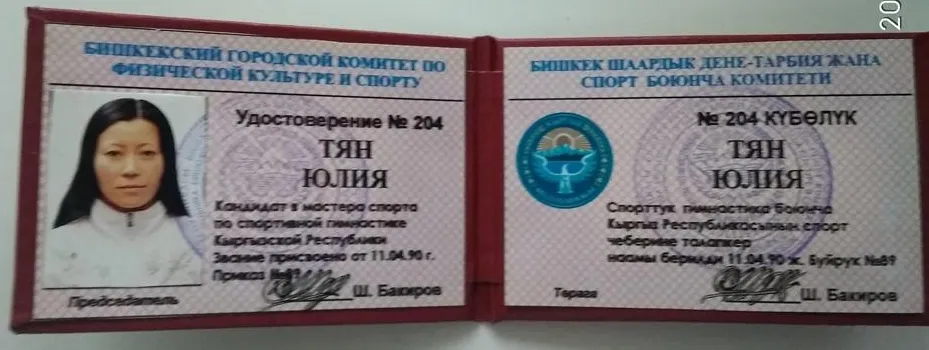 БИШКЕКСКИЙ ГОРОДСКОЙ КОМИТЕТ ПО
ФИЗИЧЕСКОЙ КУЛЬТУРЕ И СПОРТУ
Удостоверение № 204
ТЯН
ЮЛИЯ
Кандидат в мастера спорта
по спортивной гимнастике
Кыргызской Республики
Звание присвоено от 11.04.90 г.
Приказ №89
Председатель
Ш. Бакиров
БИШКЕК ШААРДЫК ДЕНЕ-ТАРБИЯ ЖАНА
СПОРТ БОЮНЧА КОМИТЕТИ
№ 204 КҮБӨЛҮК
ТЯН
ЮЛИЯ
Спорттук гимнастика боюнча
Кыргыз Республикасынын спорт
чеберине талапкер
наамы берилди 11.04.90 ж. Буйрук №89
Төрага
Ш. Бакиров
20